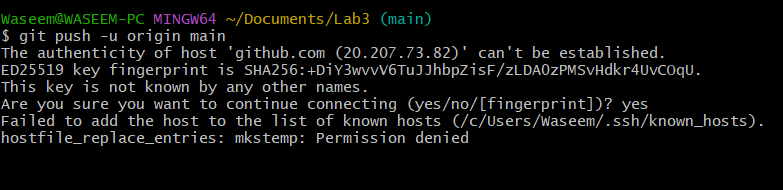 Waseem@WASEEM-PC MINGW64 ~/Documents/Lab3 (main)
$ git push -u origin main
The authenticity of host 'github.com (20.207.73.82)' can't be established.
ED25519 key fingerprint is SHA256:+DiY3wvvV6TuJJhbpZisF/zLDA0zPMSvHdkr4UvCOqU.
This key is not known by any other names.
Are you sure you want to continue connecting (yes/no/[fingerprint])? yes
Failed to add the host to the list of known hosts (/c/Users/Waseem/.ssh/known_hosts).
hostfile_replace_entries: mkstemp: Permission denied